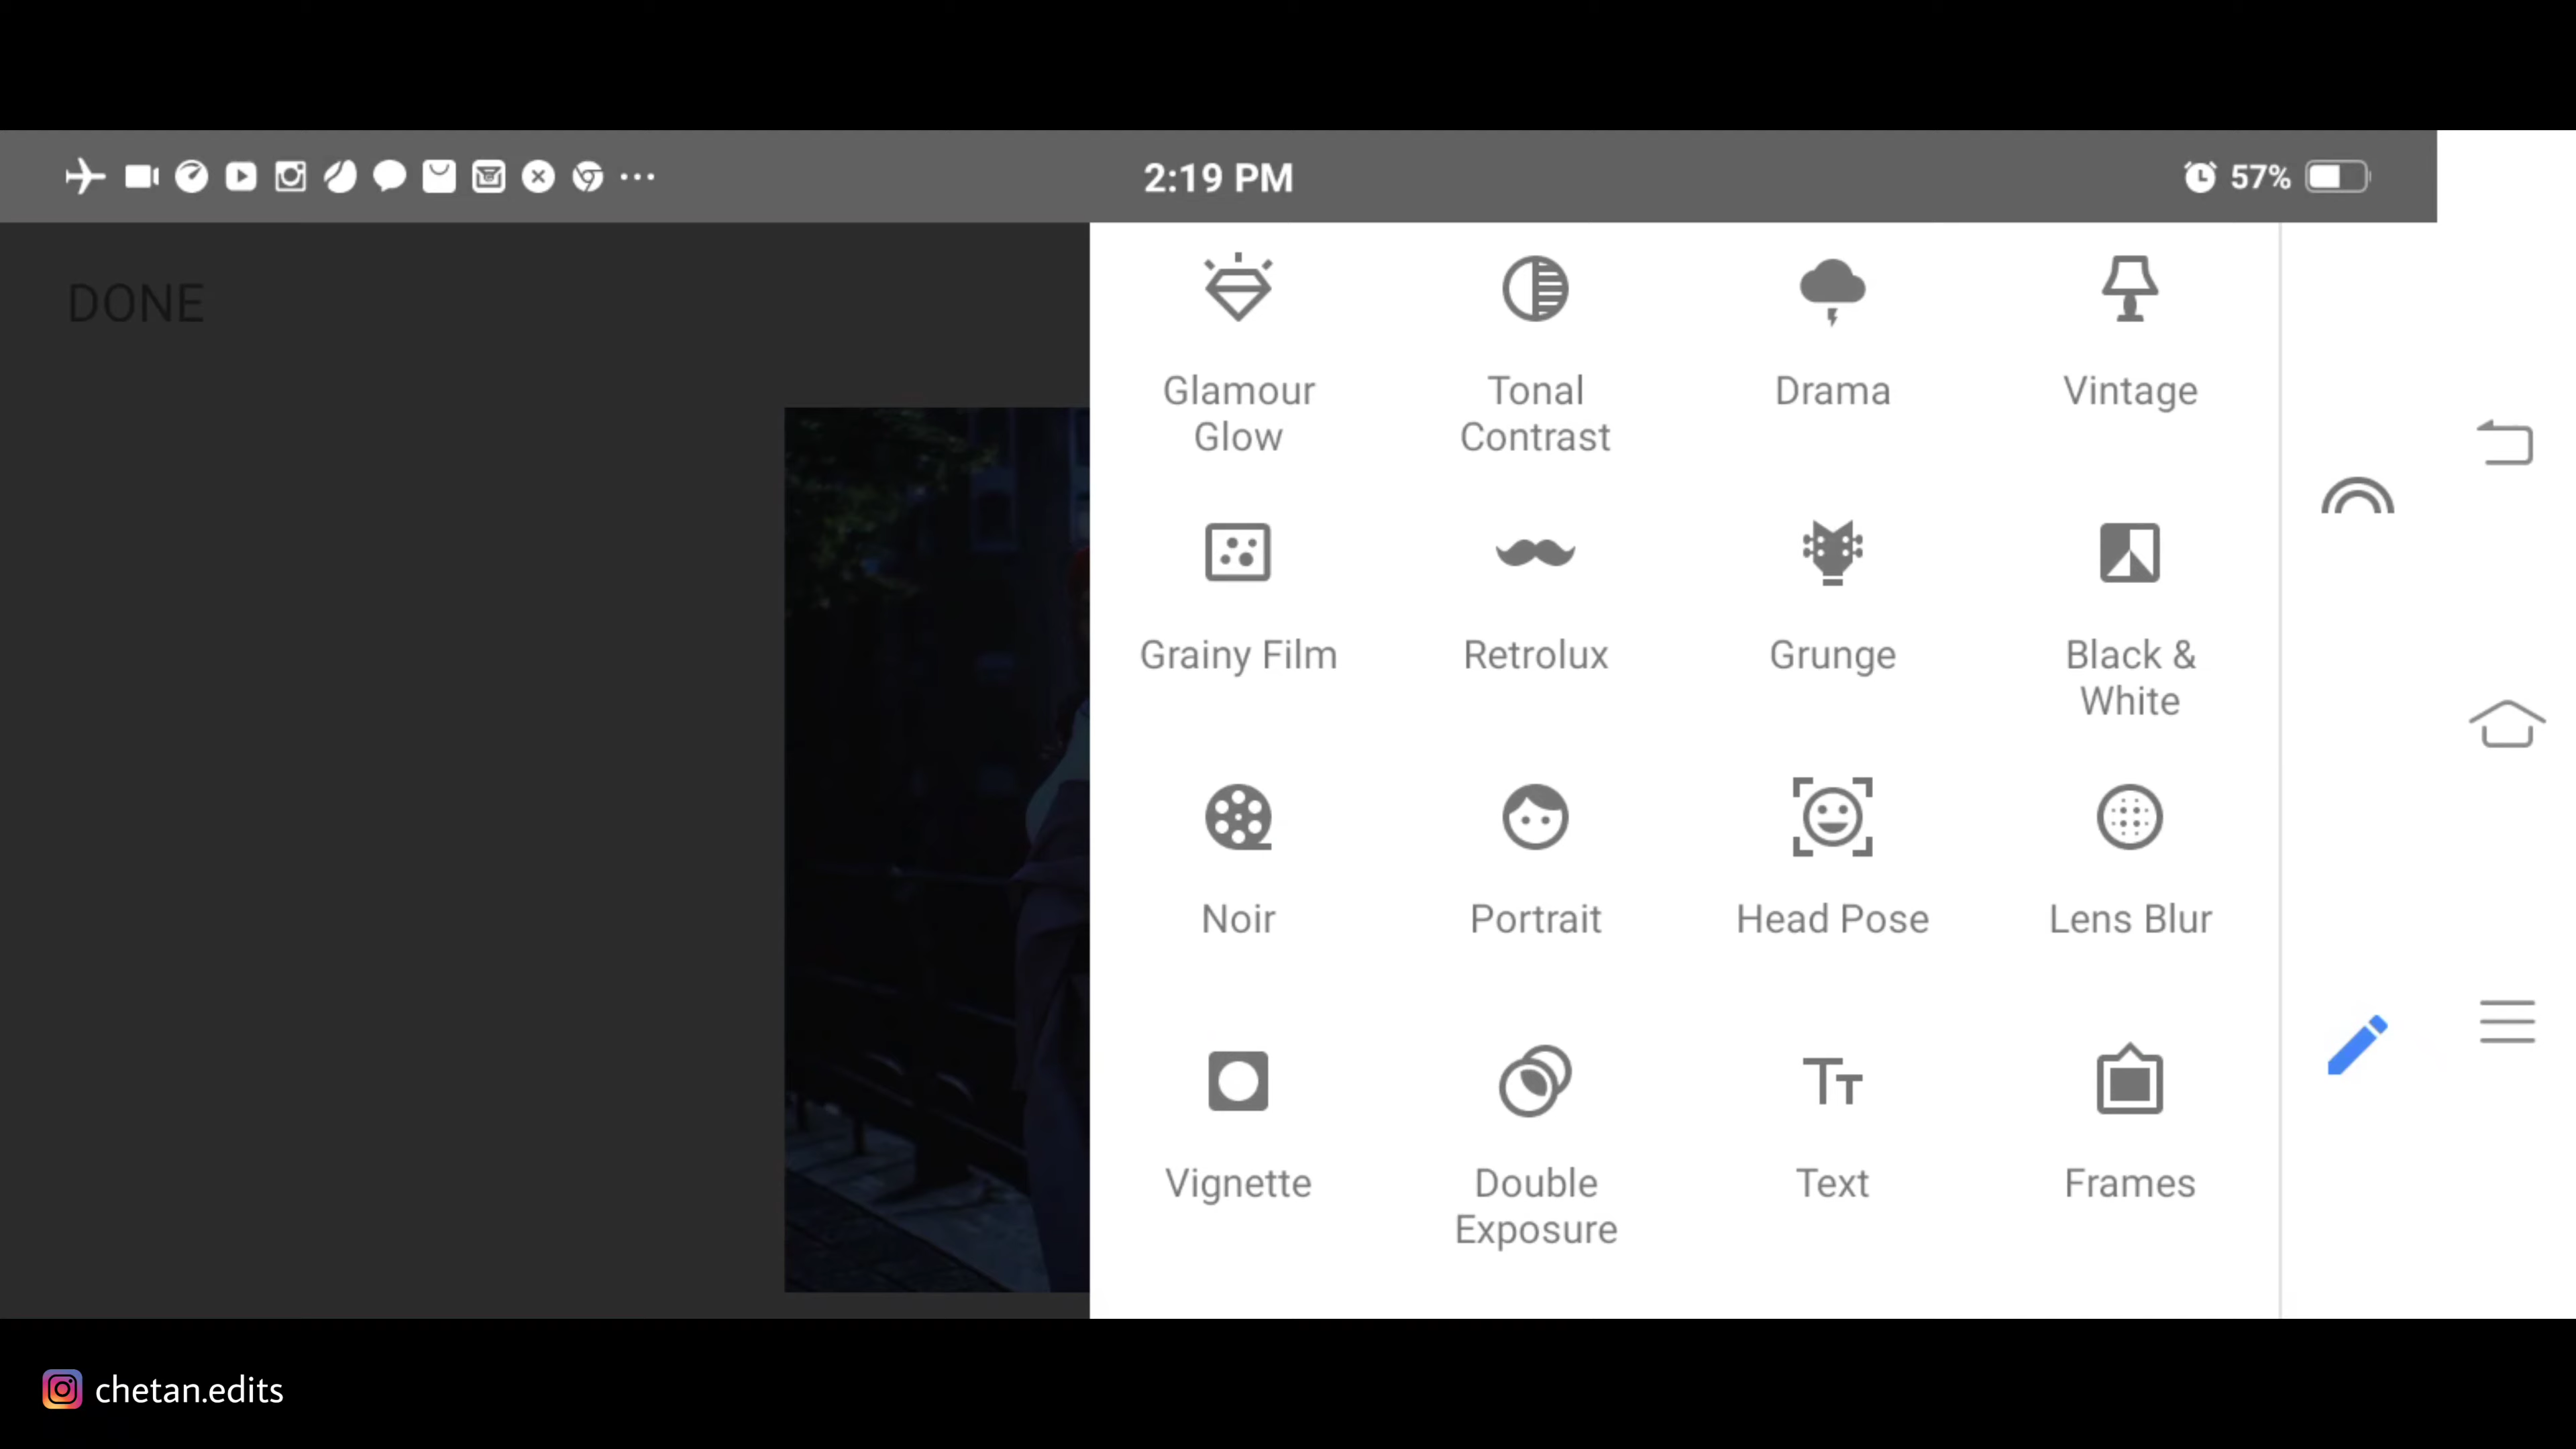 2:19 PM
57%
DONE
Glamour
Glow
Tonal
Contrast
Drama
Vintage
Grainy Film
Retrolux
Grunge
Black &
White
Noir
Portrait
Head Pose
Lens Blur
Vignette
Double
Exposure
Text
Frames
chetan.edits